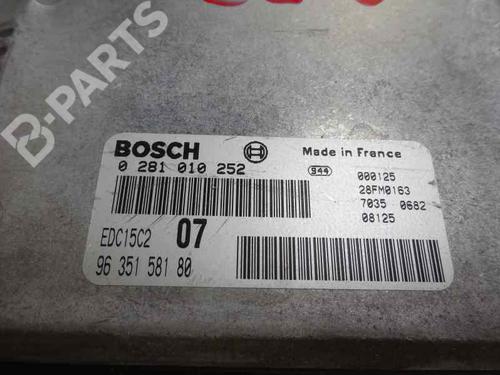 B-PARTS
BOSCH
Made in France
0 281 010 252
944
000125
28FM0163
7035 0682
08125
EDC15C2 07
96 351 581 80